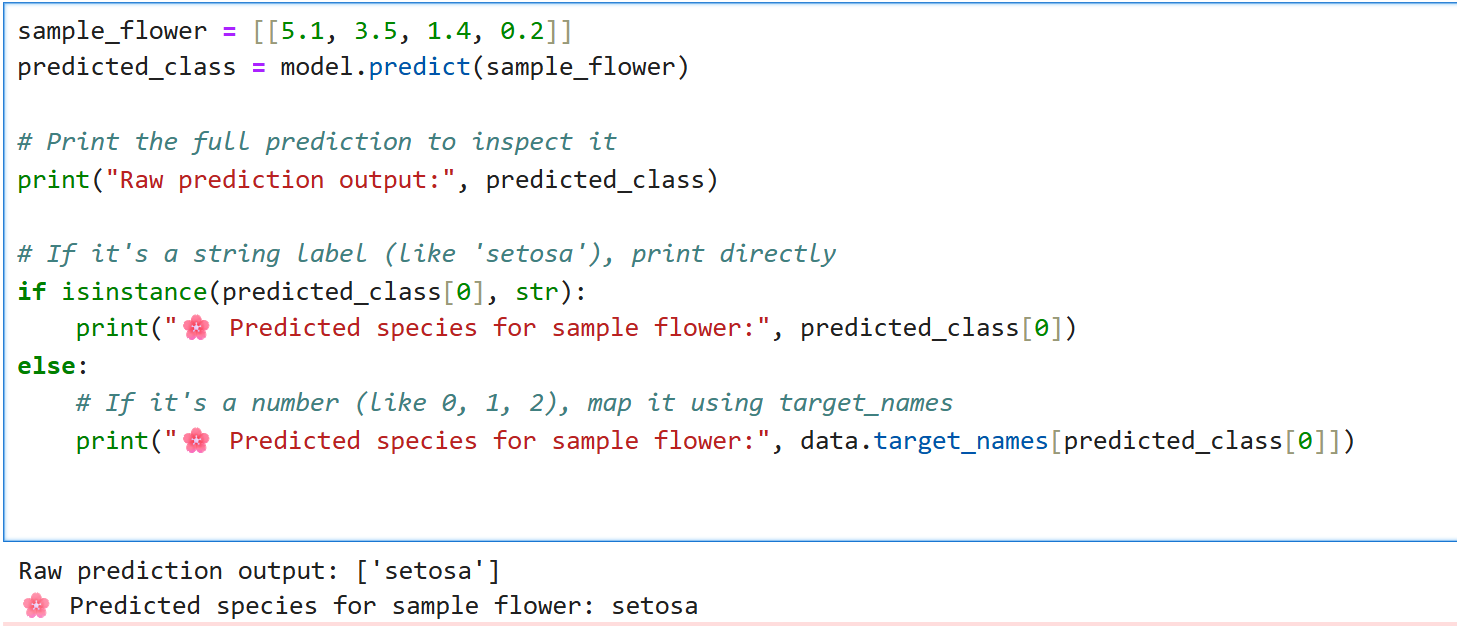 sample_flower = [[5.1, 3.5, 1.4, 0.2]]
predicted_class = model.predict(sample_flower)
# Print the full prediction to inspect it
print("Raw prediction output:", predicted_class)
# If it's a string label (like 'setosa'), print directly
if isinstance(predicted_class[0], str):
    print("🌸 Predicted species for sample flower:", predicted_class[0])
else:
    # If it's a number (like 0, 1, 2), map it using target_names
    print("🌸 Predicted species for sample flower:", data.target_names[predicted_class[0]])
Raw prediction output: ['setosa']
🌸 Predicted species for sample flower: setosa